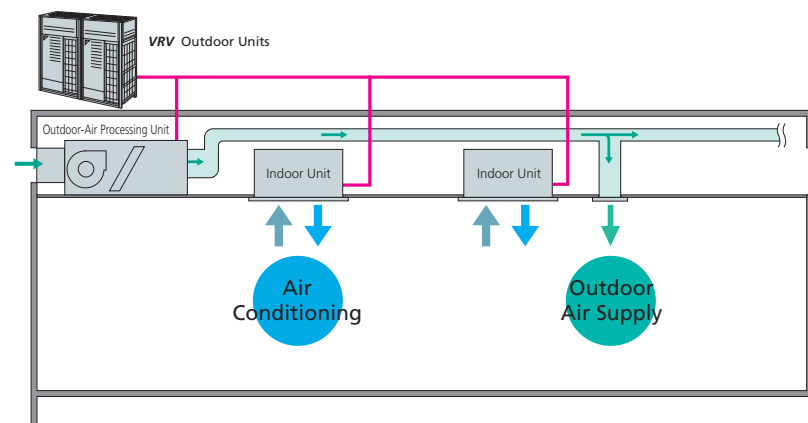 VRV Outdoor Units
Outdoor-Air Processing Unit
Indoor Unit
Indoor Unit
Air
Conditioning
Outdoor
Air Supply